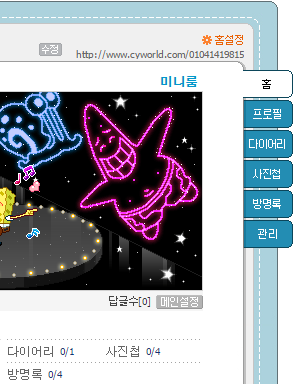 홈설정
수정
http://www.cyworld.com/01041419815
미니룸
홈
프로필
다이어리
사진첩
방명록
관리
답글수[0] 메인설정
다이어리 0/1 사진첩 0/4
방명록 0/4